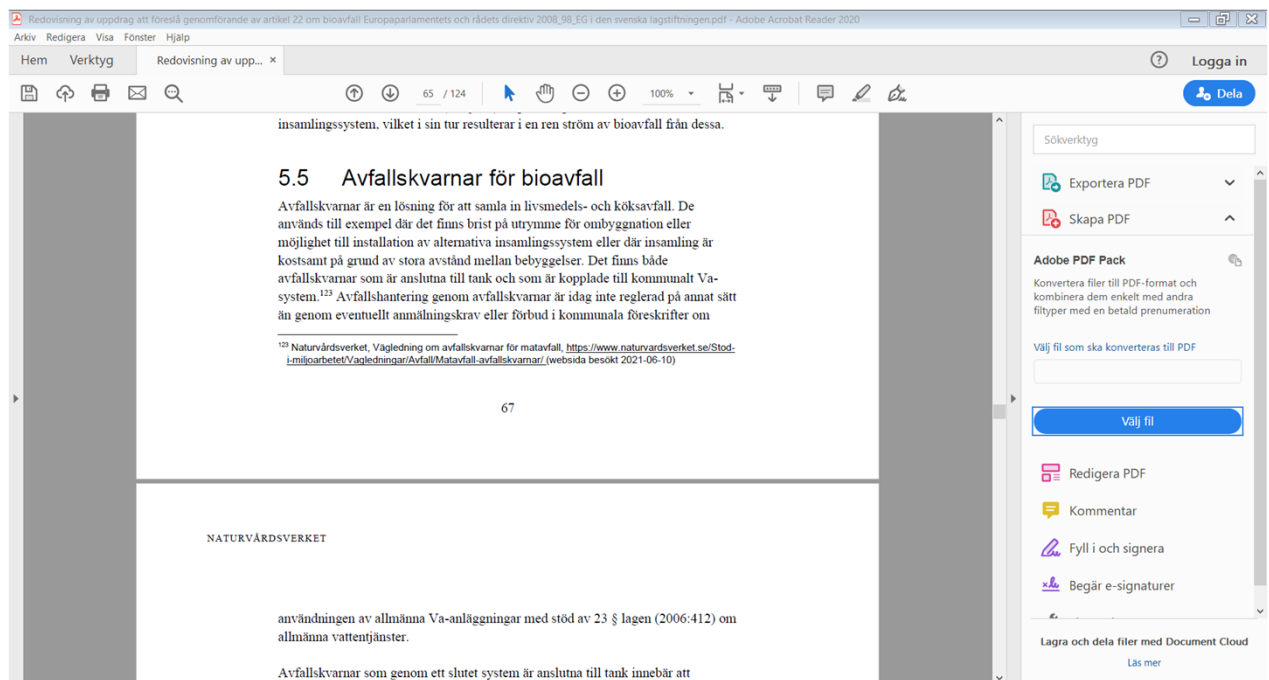 Redovisning av uppdrag att föreslå genomförande av artikel 22 om bioavfall Europaparlamentets och rådets direktiv 2008_98_EG i den svenska lagstiftningen.pdf - Adobe Acrobat Reader 2020
Arkiv Redigera Visa Fönster Hjälp
Hem Verktyg Redovisning av upp... × Logga in
65 / 124 100% Dela
insamlingssystem, vilket i sin tur resulterar i en ren ström av bioavfall från dessa.
5.5 Avfallskvarnar för bioavfall
Avfallskvarnar är en lösning för att samla in livsmedels- och köksavfall. De
används till exempel där det finns brist på utrymme för ombyggnation eller
möjlighet till installation av alternativa insamlingssystem eller där insamling är
kostsamt på grund av stora avstånd mellan bebyggelser. Det finns både
avfallskvarnar som är anslutna till tank och som är kopplade till kommunalt Va-
system.123 Avfallshantering genom avfallskvarnar är idag inte reglerad på annat sätt
än genom eventuellt anmälningskrav eller förbud i kommunala föreskrifter om
123 Naturvårdsverket, Vägledning om avfallskvarnar för matavfall, https://www.naturvardsverket.se/Stod-
i-miljoarbetet/Vagledningar/Avfall/Matavfall-avfallskvarnar/ (websida besökt 2021-06-10)
67
NATURVÅRDSVERKET
användningen av allmänna Va-anläggningar med stöd av 23 § lagen (2006:412) om
allmänna vattentjänster.
Avfallskvarnar som genom ett slutet system är anslutna till tank innebär att
Sökverktyg
Exportera PDF
Skapa PDF
Adobe PDF Pack
Konvertera filer till PDF-format och
kombinera dem enkelt med andra
filtyper med en betald prenumeration
Välj fil som ska konverteras till PDF
Välj fil
Redigera PDF
Kommentar
Fyll i och signera
Begär e-signaturer
Lagra och dela filer med Document Cloud
Läs mer